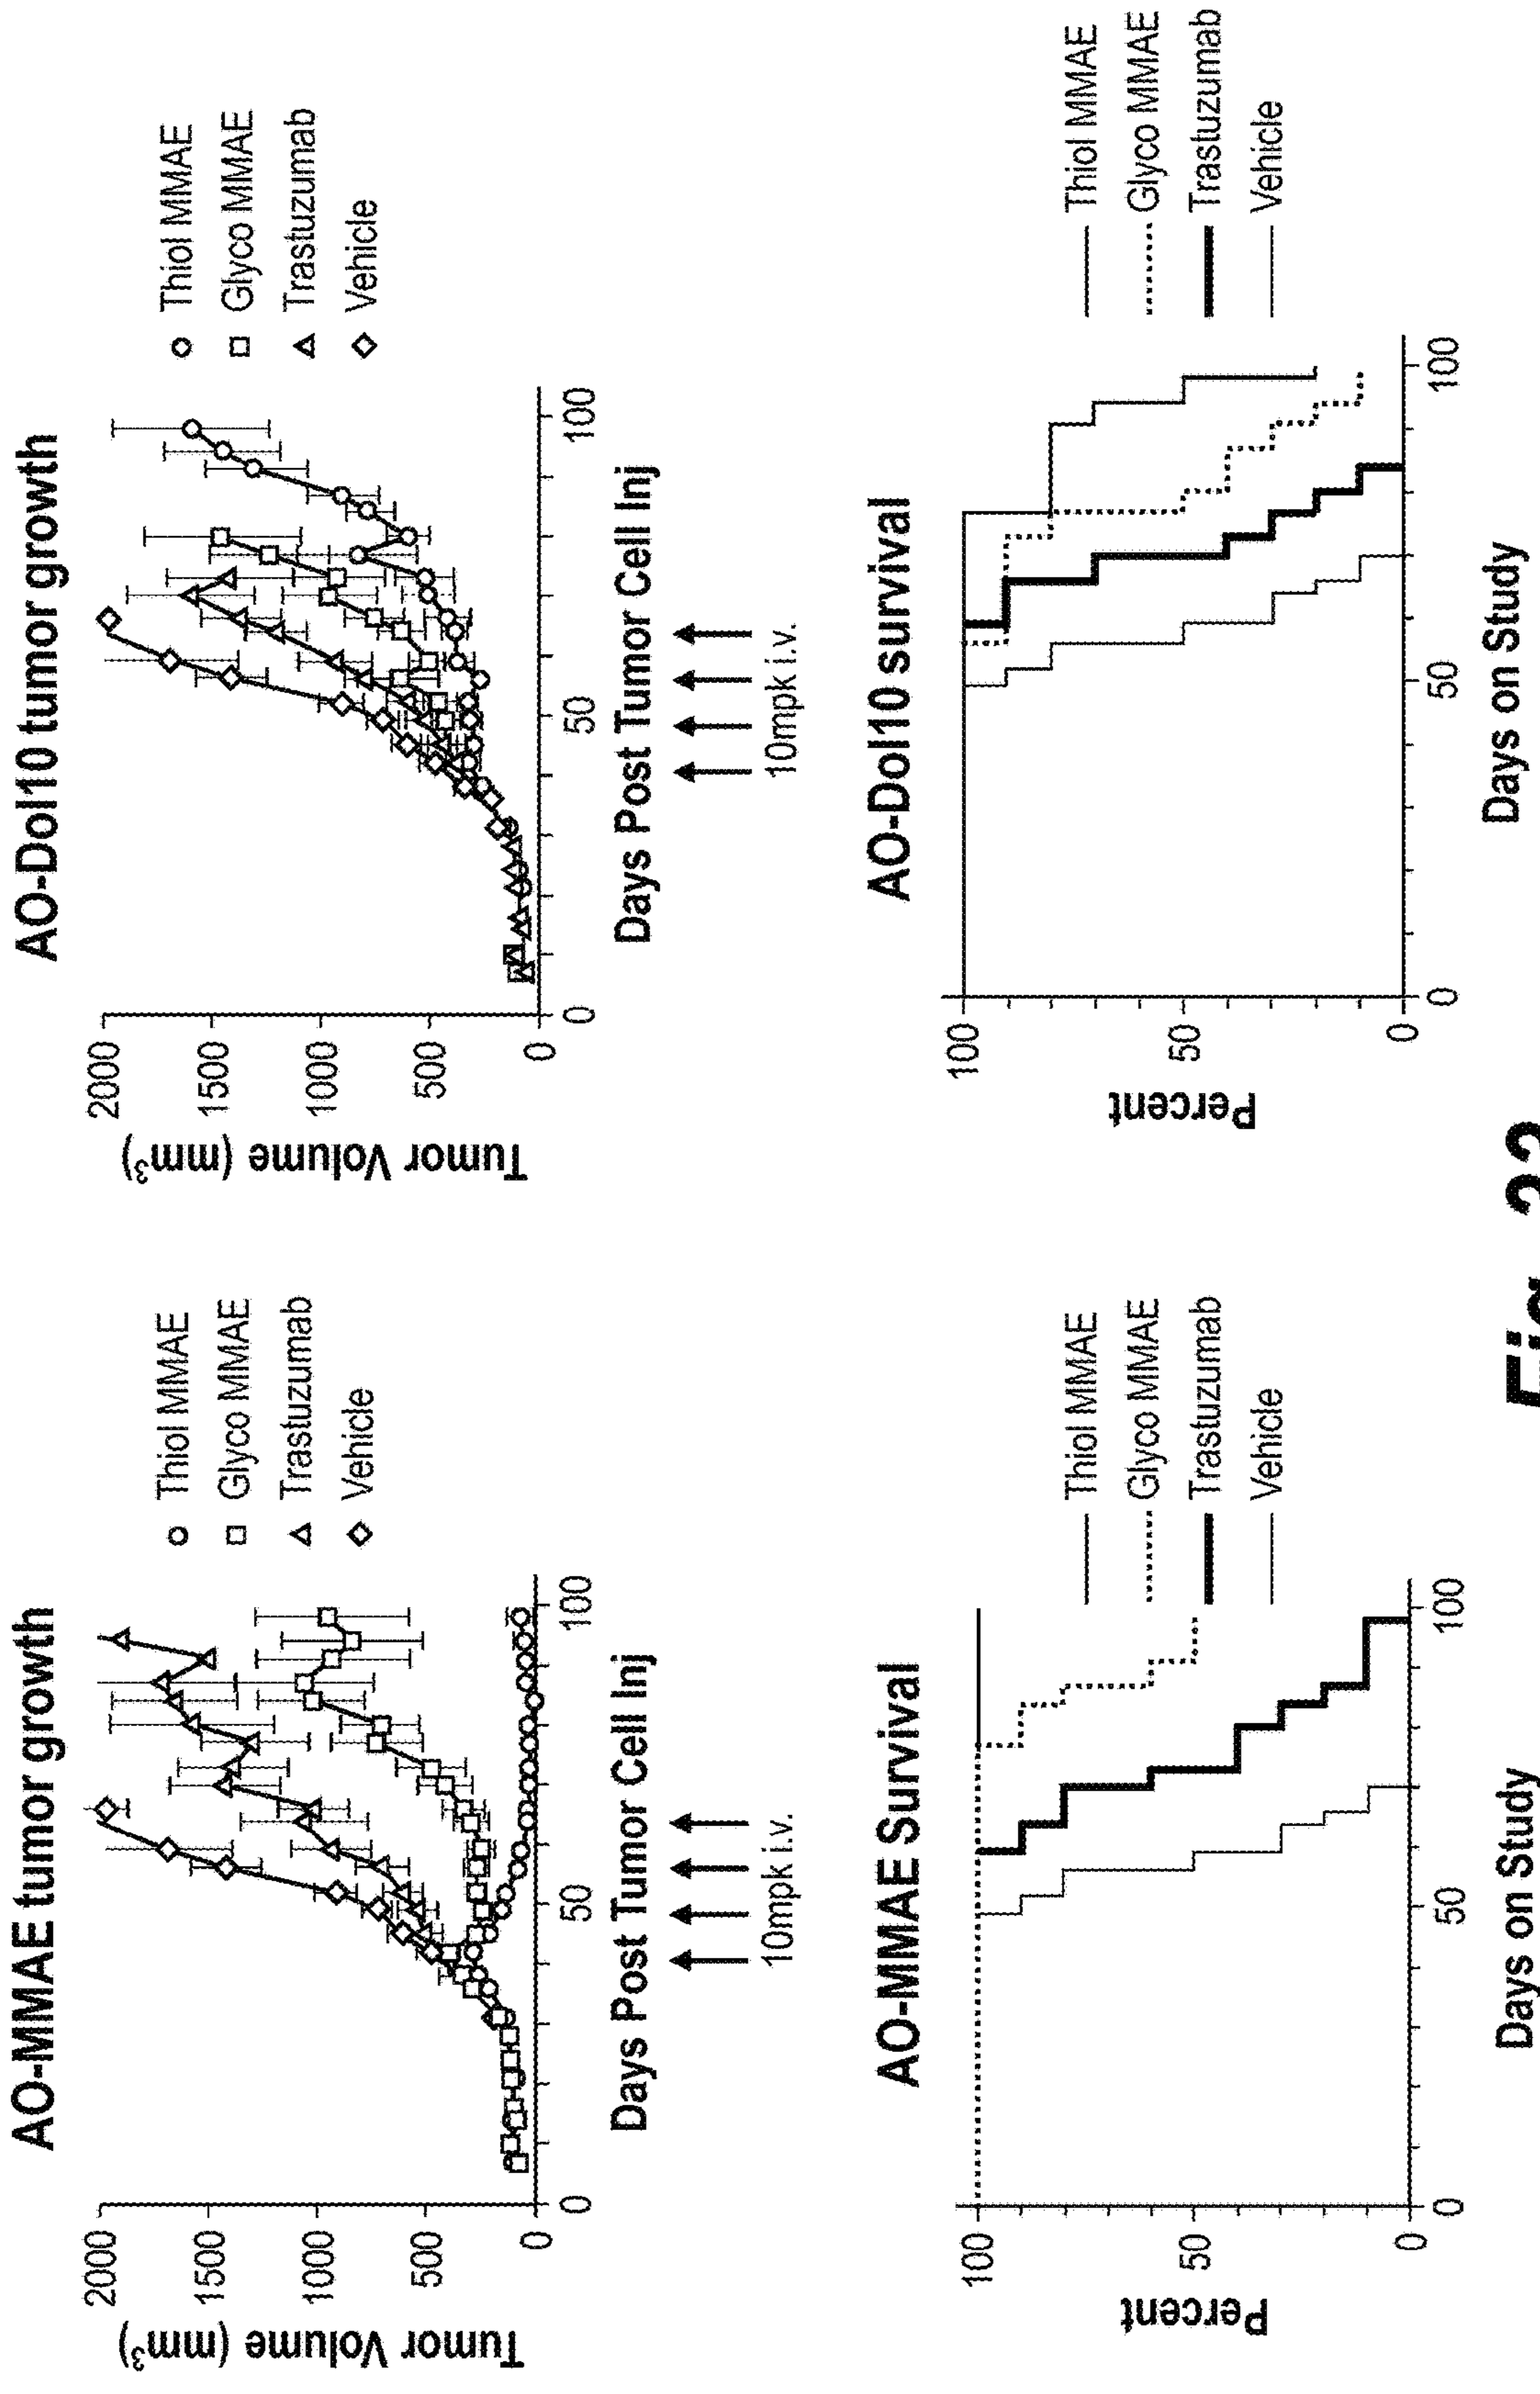 AO-MMAE tumor growth
Tumor Volume (mm³)
2000
1500
1000
500
0
0
50
100
Days Post Tumor Cell Inj
10mpk i.v.
Thiol MMAE
Glyco MMAE
Trastuzumab
Vehicle
AO-Dol10 tumor growth
Tumor Volume (mm³)
2000
1500
1000
500
0
0
50
100
Days Post Tumor Cell Inj
10mpk i.v.
Thiol MMAE
Glyco MMAE
Trastuzumab
Vehicle
AO-MMAE Survival
Percent
100
50
0
0
50
100
Days on Study
Thiol MMAE
Glyco MMAE
Trastuzumab
Vehicle
AO-Dol10 survival
Percent
100
50
0
0
50
100
Days on Study
Thiol MMAE
Glyco MMAE
Trastuzumab
Vehicle
Fig.